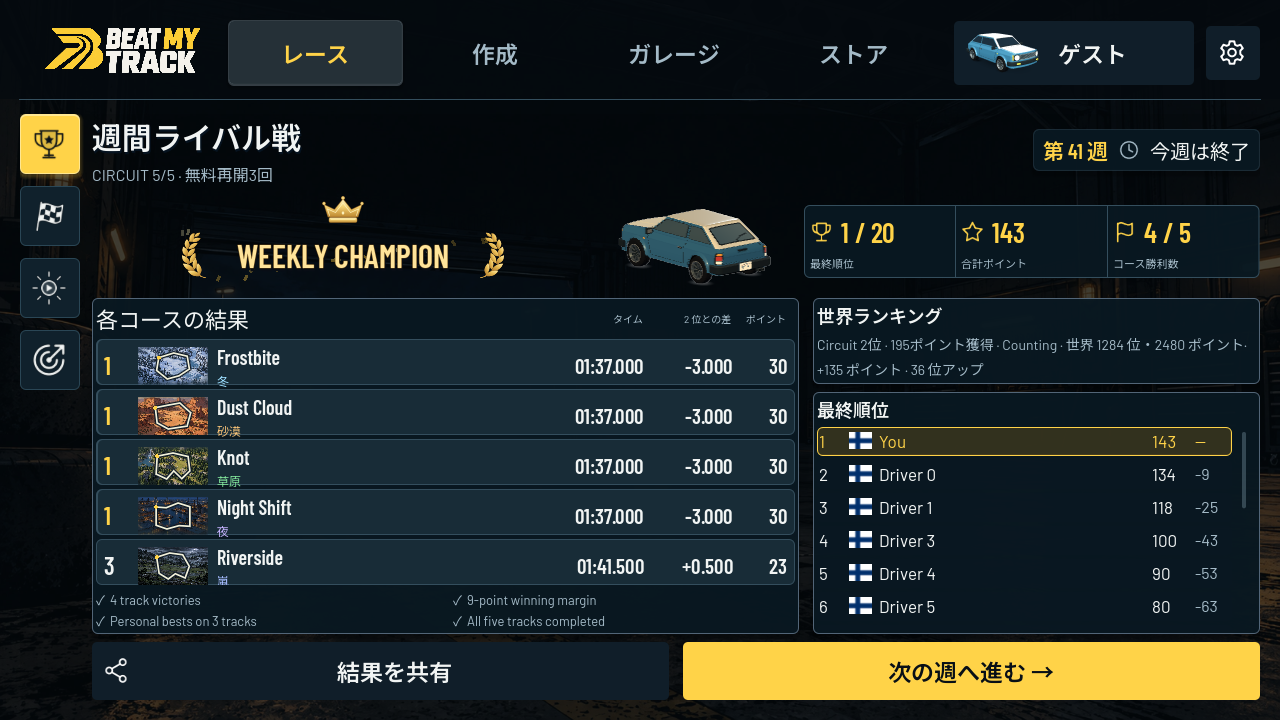 BEAT MY TRACK
レース
作成
ガレージ
ストア
ゲスト
週間ライバル戦
CIRCUIT 5/5 · 無料再開3回
第 41 週 今週は終了
WEEKLY CHAMPION
1 / 20
最終順位
143
合計ポイント
4 / 5
コース勝利数
各コースの結果 タイム 2 位との差 ポイント
1 Frostbite 01:37.000 -3.000 30
冬
1 Dust Cloud 01:37.000 -3.000 30
砂漠
1 Knot 01:37.000 -3.000 30
草原
1 Night Shift 01:37.000 -3.000 30
夜
3 Riverside 01:41.500 +0.500 23
嵐
✓ 4 track victories
✓ 9-point winning margin
✓ Personal bests on 3 tracks
✓ All five tracks completed
世界ランキング
Circuit 2位 · 195ポイント獲得 · Counting · 世界 1284 位・2480 ポイント·
+135 ポイント · 36 位アップ
最終順位
1 You 143 —
2 Driver 0 134 -9
3 Driver 1 118 -25
4 Driver 3 100 -43
5 Driver 4 90 -53
6 Driver 5 80 -63
結果を共有
次の週へ進む →